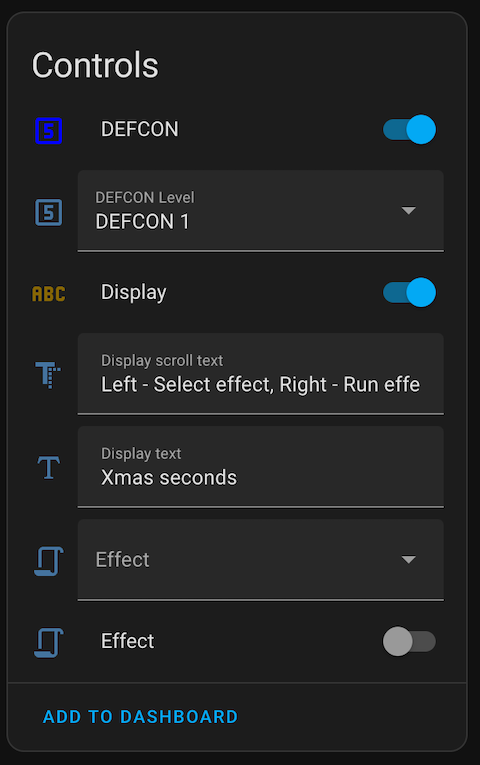 Controls
5
DEFCON
5
DEFCON Level
DEFCON 1
ABC
Display
T
Display scroll text
Left - Select effect, Right - Run effe
T
Display text
Xmas seconds
Effect
Effect
ADD TO DASHBOARD